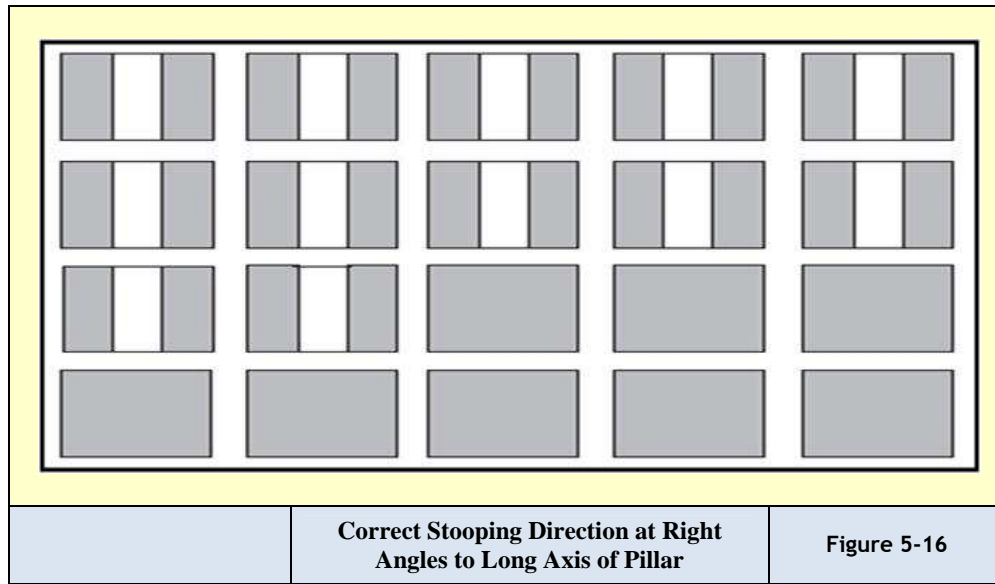 Correct Stooping Direction at Right
Angles to Long Axis of Pillar
Figure 5-16